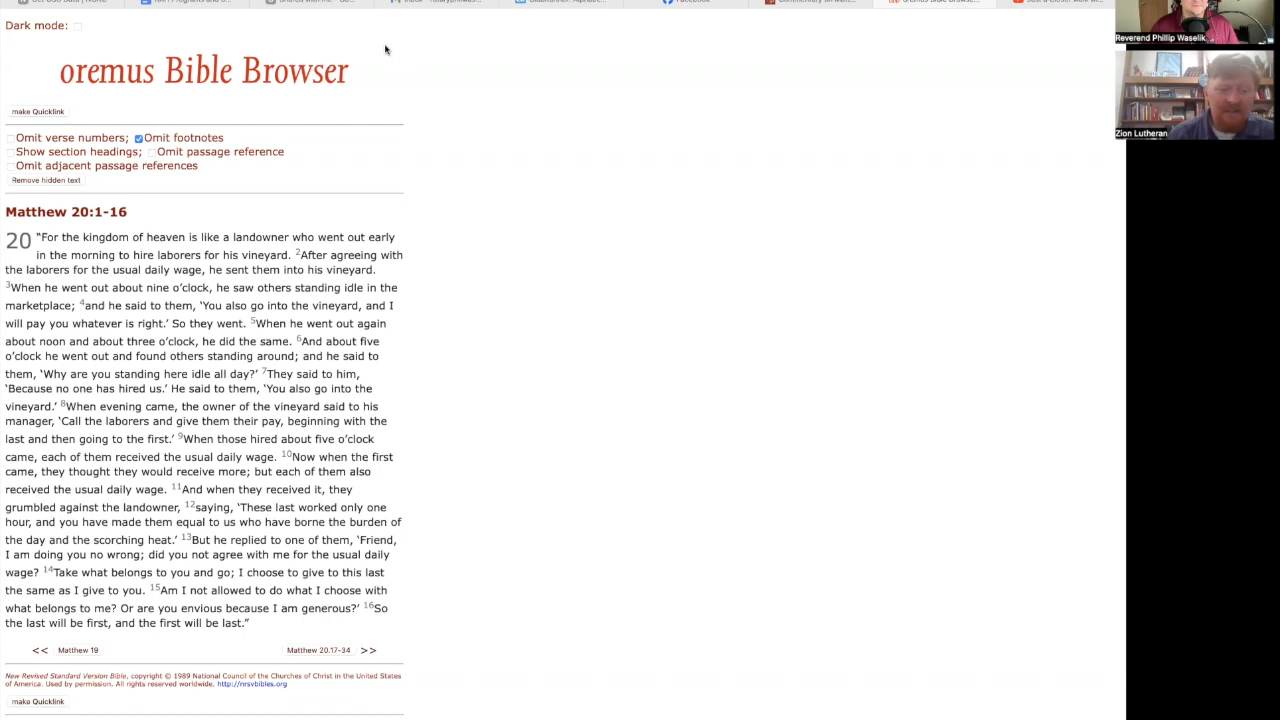 Dark mode:
oremus Bible Browser
make Quicklink
Omit verse numbers; Omit footnotes
Show section headings; Omit passage reference
Omit adjacent passage references
Remove hidden text
Matthew 20:1-16
20 “For the kingdom of heaven is like a landowner who went out early
in the morning to hire laborers for his vineyard. 2After agreeing with
the laborers for the usual daily wage, he sent them into his vineyard.
3When he went out about nine o’clock, he saw others standing idle in the
marketplace; 4and he said to them, ‘You also go into the vineyard, and I
will pay you whatever is right.’ So they went. 5When he went out again
about noon and about three o’clock, he did the same. 6And about five
o’clock he went out and found others standing around; and he said to
them, ‘Why are you standing here idle all day?’ 7They said to him,
‘Because no one has hired us.’ He said to them, ‘You also go into the
vineyard.’ 8When evening came, the owner of the vineyard said to his
manager, ‘Call the laborers and give them their pay, beginning with the
last and then going to the first.’ 9When those hired about five o’clock
came, each of them received the usual daily wage. 10Now when the first
came, they thought they would receive more; but each of them also
received the usual daily wage. 11And when they received it, they
grumbled against the landowner, 12saying, ‘These last worked only one
hour, and you have made them equal to us who have borne the burden of
the day and the scorching heat.’ 13But he replied to one of them, ‘Friend,
I am doing you no wrong; did you not agree with me for the usual daily
wage? 14Take what belongs to you and go; I choose to give to this last
the same as I give to you. 15Am I not allowed to do what I choose with
what belongs to me? Or are you envious because I am generous?’ 16So
the last will be first, and the first will be last.”
<< Matthew 19 Matthew 20.17-34 >>
New Revised Standard Version Bible, copyright © 1989 National Council of the Churches of Christ in the United States
of America. Used by permission. All rights reserved worldwide. http://nrsvbibles.org
make Quicklink
Reverend Phillip Waselik
Zion Lutheran